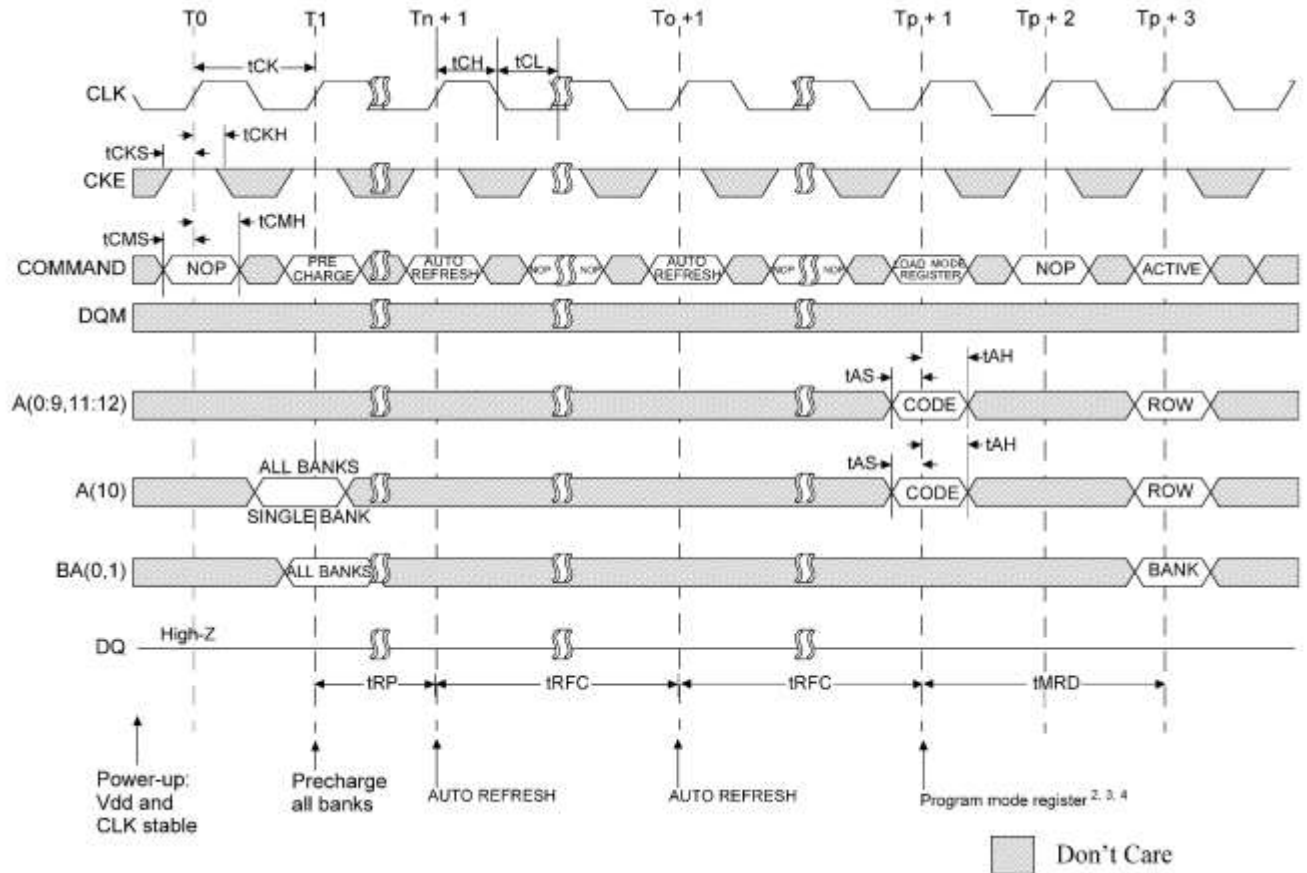 T0 T1 Tn + 1 To +1 Tp + 1 Tp + 2 Tp + 3
tCK tCH tCL
CLK
tCKS tCKH
CKE
tCMS tCMH
COMMAND NOP PRE CHARGE AUTO REFRESH NOP NOP AUTO REFRESH NOP NOP LOAD MODE REGISTER NOP ACTIVE
DQM
tAS tAH
A(0:9,11:12) CODE ROW
tAS tAH
ALL BANKS
A(10) CODE ROW
SINGLE BANK
BA(0,1) ALL BANKS BANK
High-Z
DQ
tRP tRFC tRFC tMRD
Power-up:
Vdd and
CLK stable
Precharge
all banks
AUTO REFRESH
AUTO REFRESH
Program mode register 2, 3, 4
Don't Care